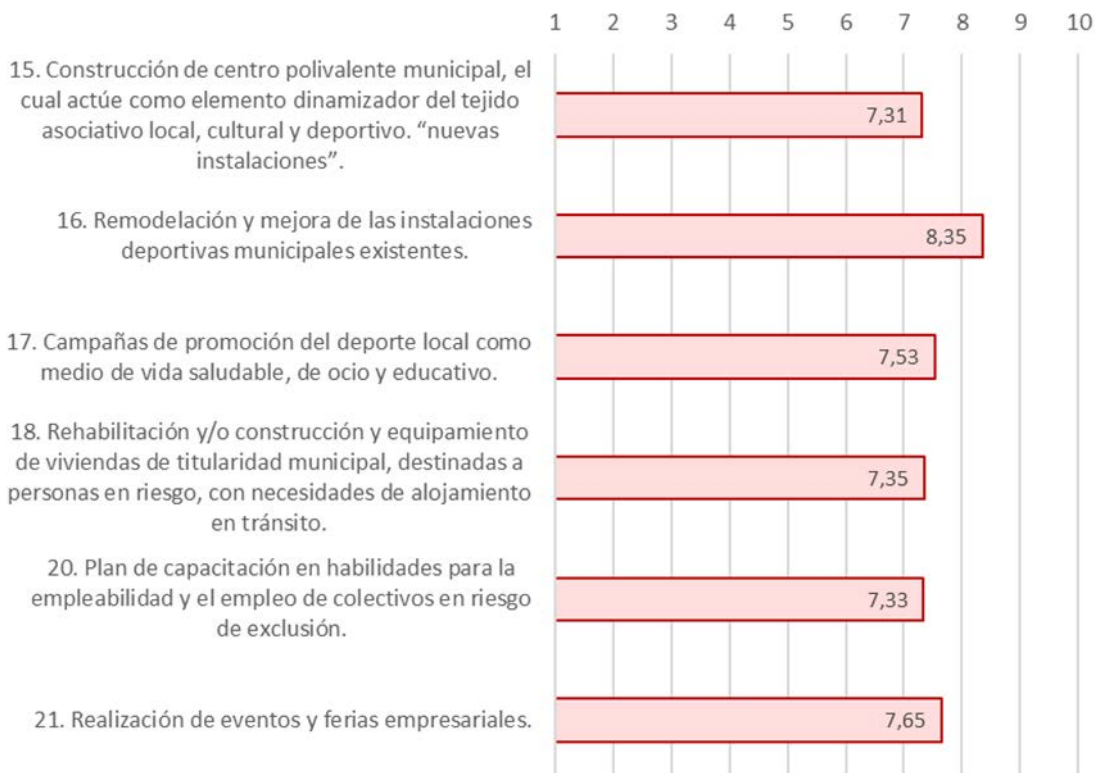 1 2 3 4 5 6 7 8 9 10
15. Construcción de centro polivalente municipal, el
cual actúe como elemento dinamizador del tejido
asociativo local, cultural y deportivo. “nuevas
instalaciones”.
7,31
16. Remodelación y mejora de las instalaciones
deportivas municipales existentes.
8,35
17. Campañas de promoción del deporte local como
medio de vida saludable, de ocio y educativo.
7,53
18. Rehabilitación y/o construcción y equipamiento
de viviendas de titularidad municipal, destinadas a
personas en riesgo, con necesidades de alojamiento
en tránsito.
7,35
20. Plan de capacitación en habilidades para la
empleabilidad y el empleo de colectivos en riesgo
de exclusión.
7,33
21. Realización de eventos y ferias empresariales.
7,65